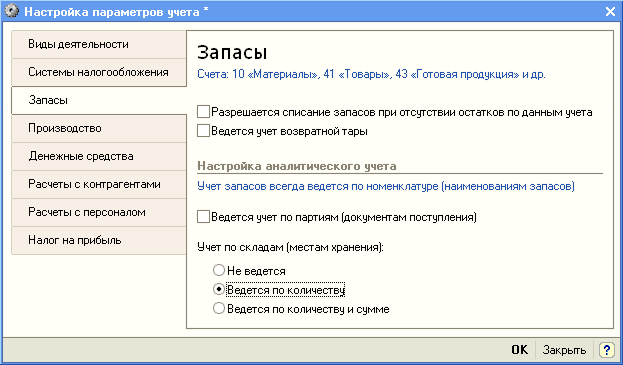 Настройка параметров учета *
Виды деятельности
Системы налогообложения
Запасы
Производство
Денежные средства
Расчеты с контрагентами
Расчеты с персоналом
Налог на прибыль
Запасы
Счета: 10 «Материалы», 41 «Товары», 43 «Готовая продукция» и др.
Разрешается списание запасов при отсутствии остатков по данным учета
Ведется учет возвратной тары
Настройка аналитического учета
Учет запасов всегда ведется по номенклатуре (наименованиям запасов)
Ведется учет по партиям (документам поступления)
Учет по складам (местам хранения):
Не ведется
Ведется по количеству
Ведется по количеству и сумме
OK Закрыть ?